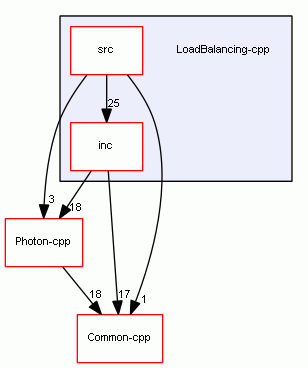 src
LoadBalancing-cpp
25
inc
3
18
Photon-cpp
18
17
1
Common-cpp